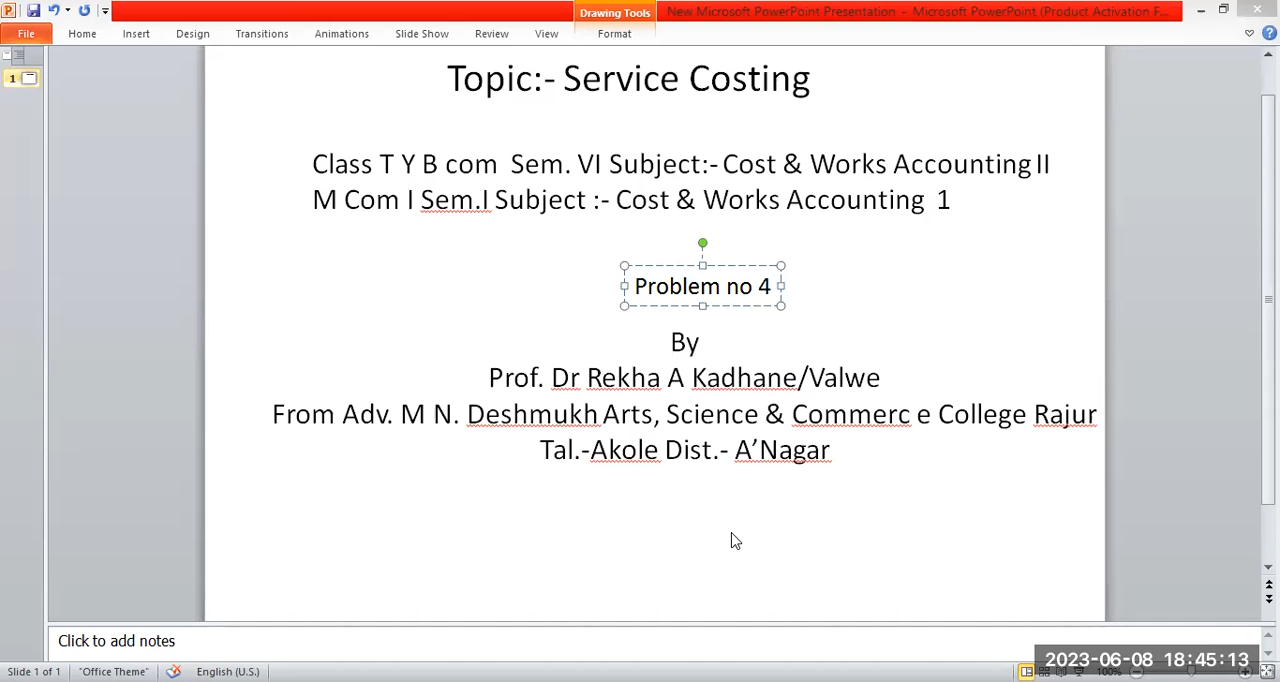 Drawing Tools
New Microsoft PowerPoint Presentation - Microsoft PowerPoint (Product Activation F...
File Home Insert Design Transitions Animations Slide Show Review View Format
1
Topic:- Service Costing
Class T Y B com Sem. VI Subject:- Cost & Works Accounting II
M Com I Sem.I Subject :- Cost & Works Accounting 1
Problem no 4
By
Prof. Dr Rekha A Kadhane/Valwe
From Adv. M N. Deshmukh Arts, Science & Commerc e College Rajur
Tal.-Akole Dist.- A’Nagar
Click to add notes
Slide 1 of 1 "Office Theme" English (U.S.) 100%
2023-06-08 18:45:13